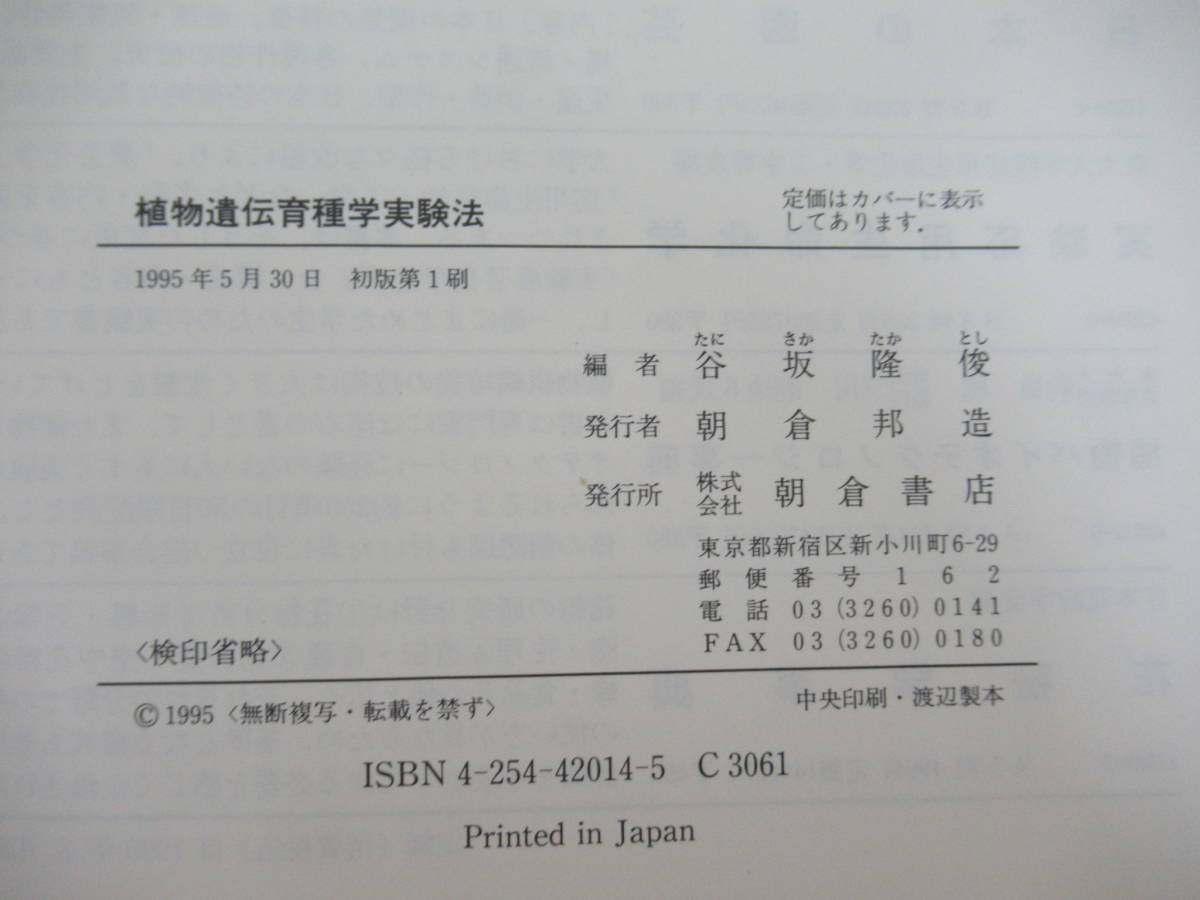 植物遺伝育種学実験法
定価はカバーに表示
してあります.
1995年5月30日 初版第1刷
たに さか たか とし
編者 谷坂隆俊
発行者 朝倉邦造
発行所 株式会社 朝倉書店
東京都新宿区新小川町6-29
郵便番号 162
電話 03(3260)0141
FAX 03(3260)0180
〈検印省略〉
©1995〈無断複写・転載を禁ず〉
中央印刷・渡辺製本
ISBN 4-254-42014-5 C3061
Printed in Japan